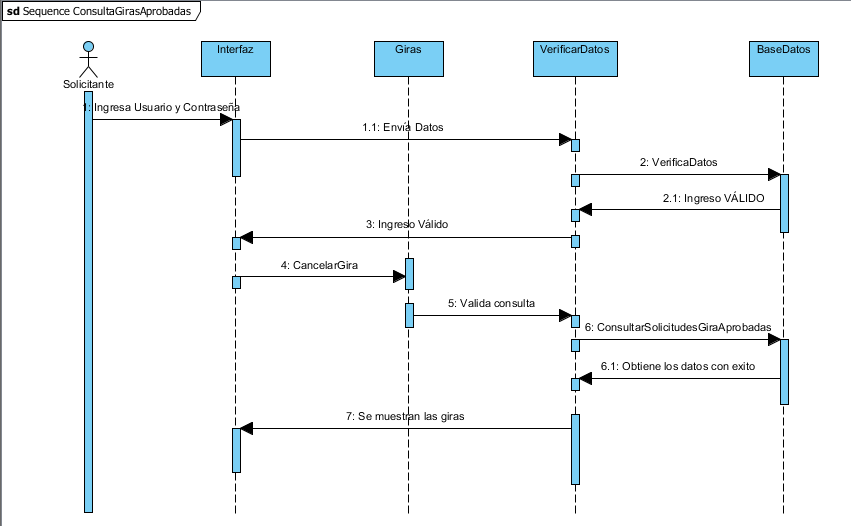 sd Sequence ConsultaGirasAprobadas
Solicitante
Interfaz
Giras
VerificarDatos
BaseDatos
1: Ingresa Usuario y Contraseña
1.1: Envía Datos
2: VerificaDatos
2.1: Ingreso VÁLIDO
3: Ingreso Válido
4: CancelarGira
5: Valida consulta
6: ConsultarSolicitudesGiraAprobadas
6.1: Obtiene los datos con exito
7: Se muestran las giras